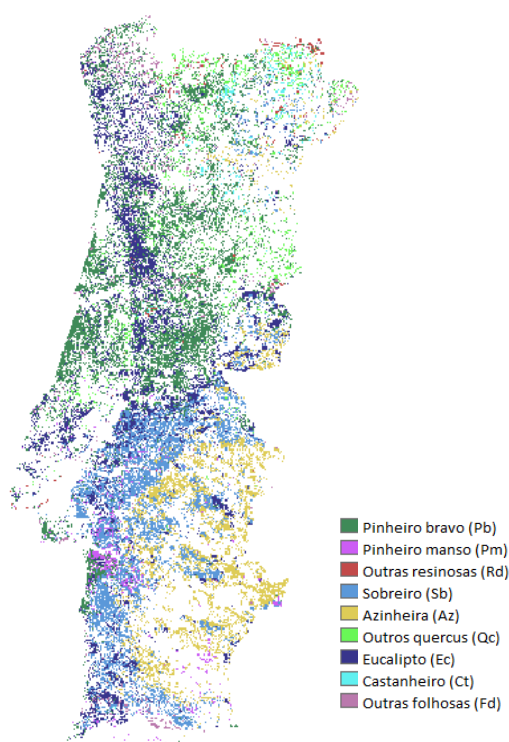 Pinheiro bravo (Pb)
Pinheiro manso (Pm)
Outras resinosas (Rd)
Sobreiro (Sb)
Azinheira (Az)
Outros quercus (Qc)
Eucalipto (Ec)
Castanheiro (Ct)
Outras folhosas (Fd)